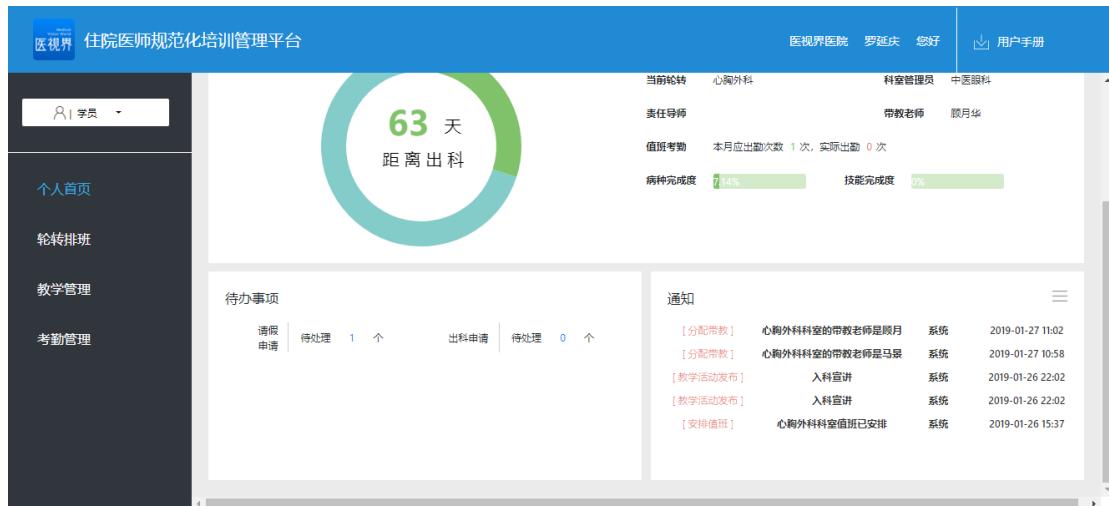 医视界 住院医师规范化培训管理平台 医视界医院 罗延庆 您好 用户手册
学员
个人首页
轮转排班
教学管理
考勤管理
63 天
距离出科
当前轮转 心胸外科 科室管理员 中医眼科
责任导师 带教老师 顾月华
值班考勤 本月应出勤次数 1 次, 实际出勤 0 次
病种完成度 7.14% 技能完成度 0%
待办事项
请假申请 待处理 1 个 出科申请 待处理 0 个
通知
[ 分配带教 ] 心胸外科科室的带教老师是顾月 系统 2019-01-27 11:02
[ 分配带教 ] 心胸外科科室的带教老师是马景 系统 2019-01-27 10:58
[ 教学活动发布 ] 入科宣讲 系统 2019-01-26 22:02
[ 教学活动发布 ] 入科宣讲 系统 2019-01-26 22:02
[ 安排值班 ] 心胸外科科室值班已安排 系统 2019-01-26 15:37